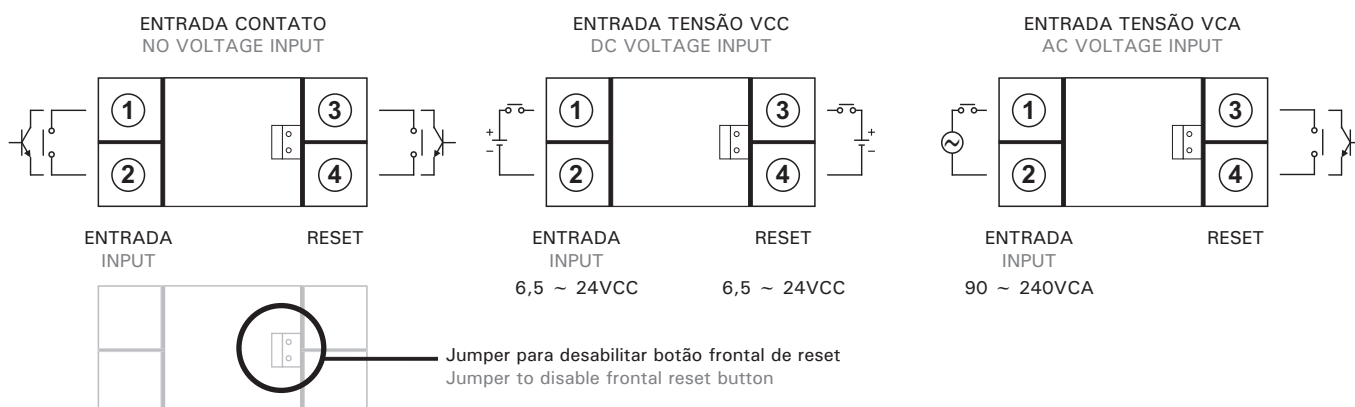 ENTRADA CONTATO
NO VOLTAGE INPUT
1
2
3
4
ENTRADA
INPUT
RESET
ENTRADA TENSÃO VCC
DC VOLTAGE INPUT
+
−
1
2
3
4
+
−
ENTRADA
INPUT
6,5 ~ 24VCC
RESET
6,5 ~ 24VCC
ENTRADA TENSÃO VCA
AC VOLTAGE INPUT
1
2
3
4
ENTRADA
INPUT
90 ~ 240VCA
RESET
Jumper para desabilitar botão frontal de reset
Jumper to disable frontal reset button